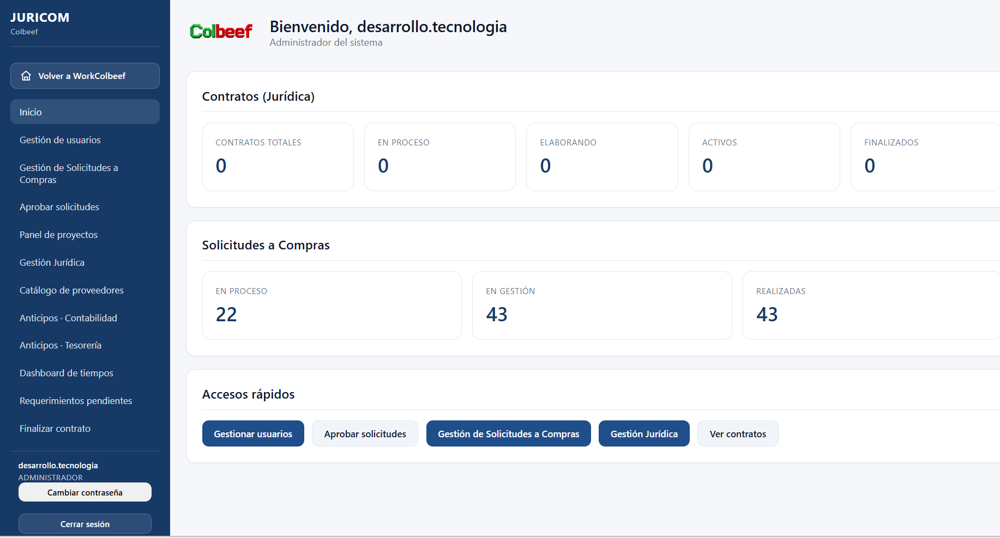 JURICOM
Colbeef
Volver a WorkColbeef
Inicio
Gestión de usuarios
Gestión de Solicitudes a
Compras
Aprobar solicitudes
Panel de proyectos
Gestión Jurídica
Catálogo de proveedores
Anticipos · Contabilidad
Anticipos · Tesorería
Dashboard de tiempos
Requerimientos pendientes
Finalizar contrato
desarrollo.tecnologia
ADMINISTRADOR
Cambiar contraseña
Cerrar sesión
Colbeef
Bienvenido, desarrollo.tecnologia
Administrador del sistema
Contratos (Jurídica)
CONTRATOS TOTALES
0
EN PROCESO
0
ELABORANDO
0
ACTIVOS
0
FINALIZADOS
0
Solicitudes a Compras
EN PROCESO
22
EN GESTIÓN
43
REALIZADAS
43
Accesos rápidos
Gestionar usuarios
Aprobar solicitudes
Gestión de Solicitudes a Compras
Gestión Jurídica
Ver contratos